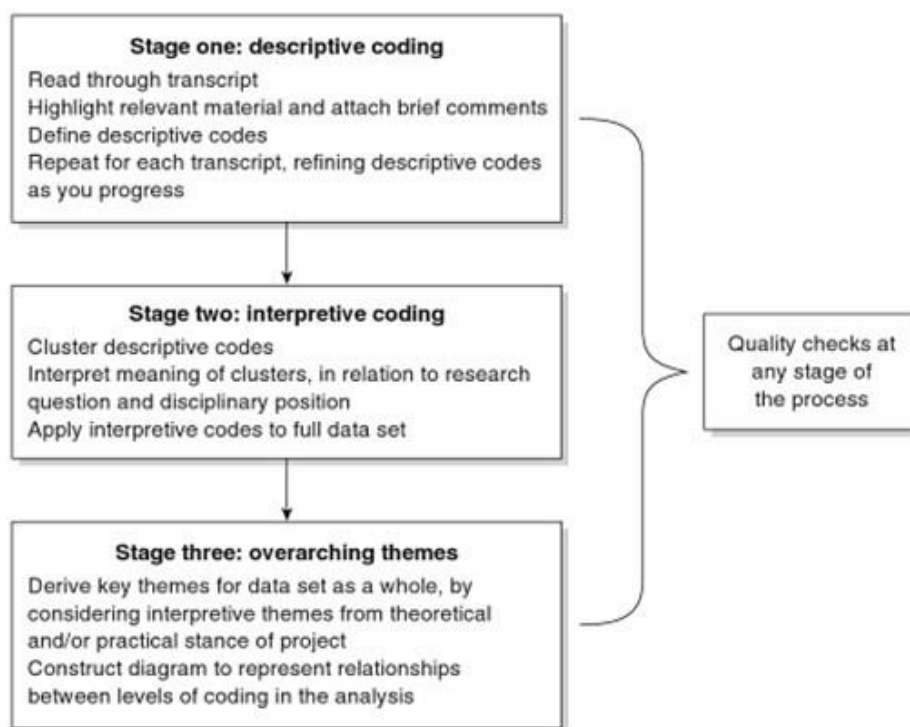 Stage one: descriptive coding
Read through transcript
Highlight relevant material and attach brief comments
Define descriptive codes
Repeat for each transcript, refining descriptive codes
as you progress
Stage two: interpretive coding
Cluster descriptive codes
Interpret meaning of clusters, in relation to research
question and disciplinary position
Apply interpretive codes to full data set
Stage three: overarching themes
Derive key themes for data set as a whole, by
considering interpretive themes from theoretical
and/or practical stance of project
Construct diagram to represent relationships
between levels of coding in the analysis
Quality checks at
any stage of
the process